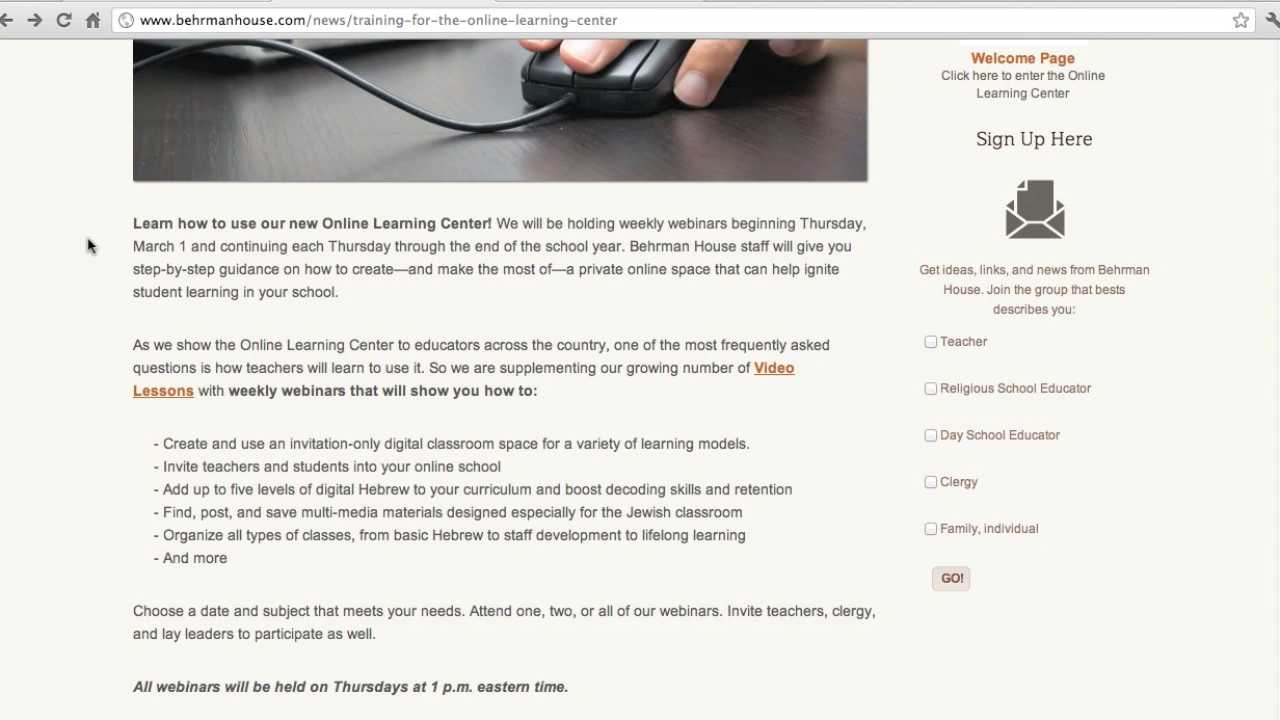 www.behrmanhouse.com/news/training-for-the-online-learning-center
Learn how to use our new Online Learning Center! We will be holding weekly webinars beginning Thursday,
March 1 and continuing each Thursday through the end of the school year. Behrman House staff will give you
step-by-step guidance on how to create—and make the most of—a private online space that can help ignite
student learning in your school.
As we show the Online Learning Center to educators across the country, one of the most frequently asked
questions is how teachers will learn to use it. So we are supplementing our growing number of Video
Lessons with weekly webinars that will show you how to:
- Create and use an invitation-only digital classroom space for a variety of learning models.
- Invite teachers and students into your online school
- Add up to five levels of digital Hebrew to your curriculum and boost decoding skills and retention
- Find, post, and save multi-media materials designed especially for the Jewish classroom
- Organize all types of classes, from basic Hebrew to staff development to lifelong learning
- And more
Choose a date and subject that meets your needs. Attend one, two, or all of our webinars. Invite teachers, clergy,
and lay leaders to participate as well.
All webinars will be held on Thursdays at 1 p.m. eastern time.
Welcome Page
Click here to enter the Online
Learning Center
Sign Up Here
Get ideas, links, and news from Behrman
House. Join the group that bests
describes you:
Teacher
Religious School Educator
Day School Educator
Clergy
Family, individual
GO!